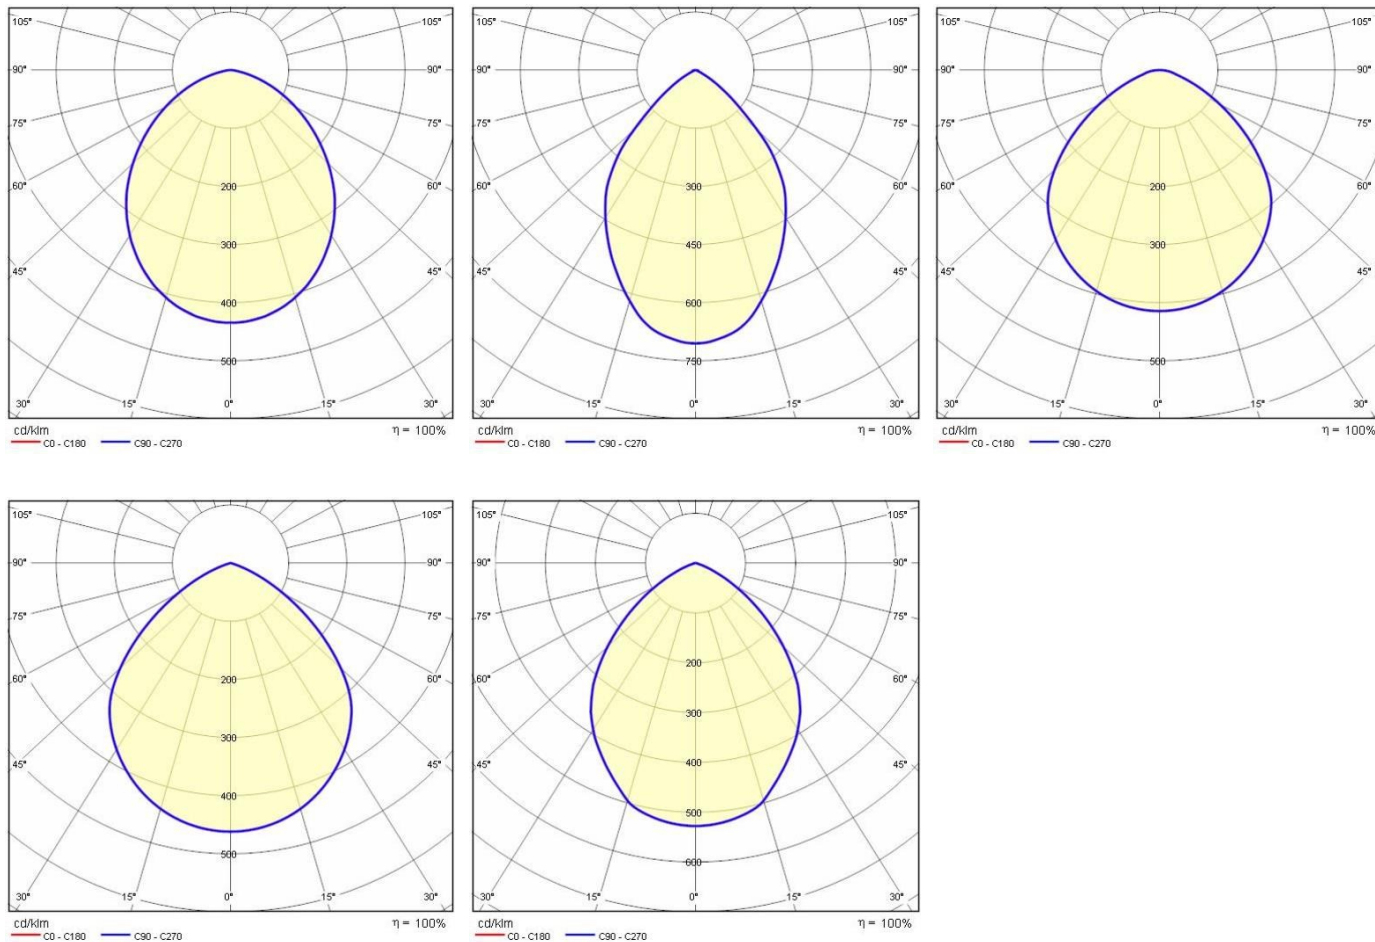 105° 105°
90° 90°
75° 75°
60° 60°
200
45° 300 45°
400
500
30° 15° 0° 15° 30°
cd/klm η = 100%
C0 - C180 C90 - C270
105° 105°
90° 90°
75° 75°
60° 300 60°
45° 450 45°
600
750
30° 15° 0° 15° 30°
cd/klm η = 100%
C0 - C180 C90 - C270
105° 105°
90° 90°
75° 75°
60° 200 60°
45° 300 45°
500
30° 15° 0° 15° 30°
cd/klm η = 100%
C0 - C180 C90 - C270
105° 105°
90° 90°
75° 75°
60° 200 60°
300
45° 45°
400
500
30° 15° 0° 15° 30°
cd/klm η = 100%
C0 - C180 C90 - C270
105° 105°
90° 90°
75° 75°
200
60° 60°
300
45° 400 45°
500
600
30° 15° 0° 15° 30°
cd/klm η = 100%
C0 - C180 C90 - C270